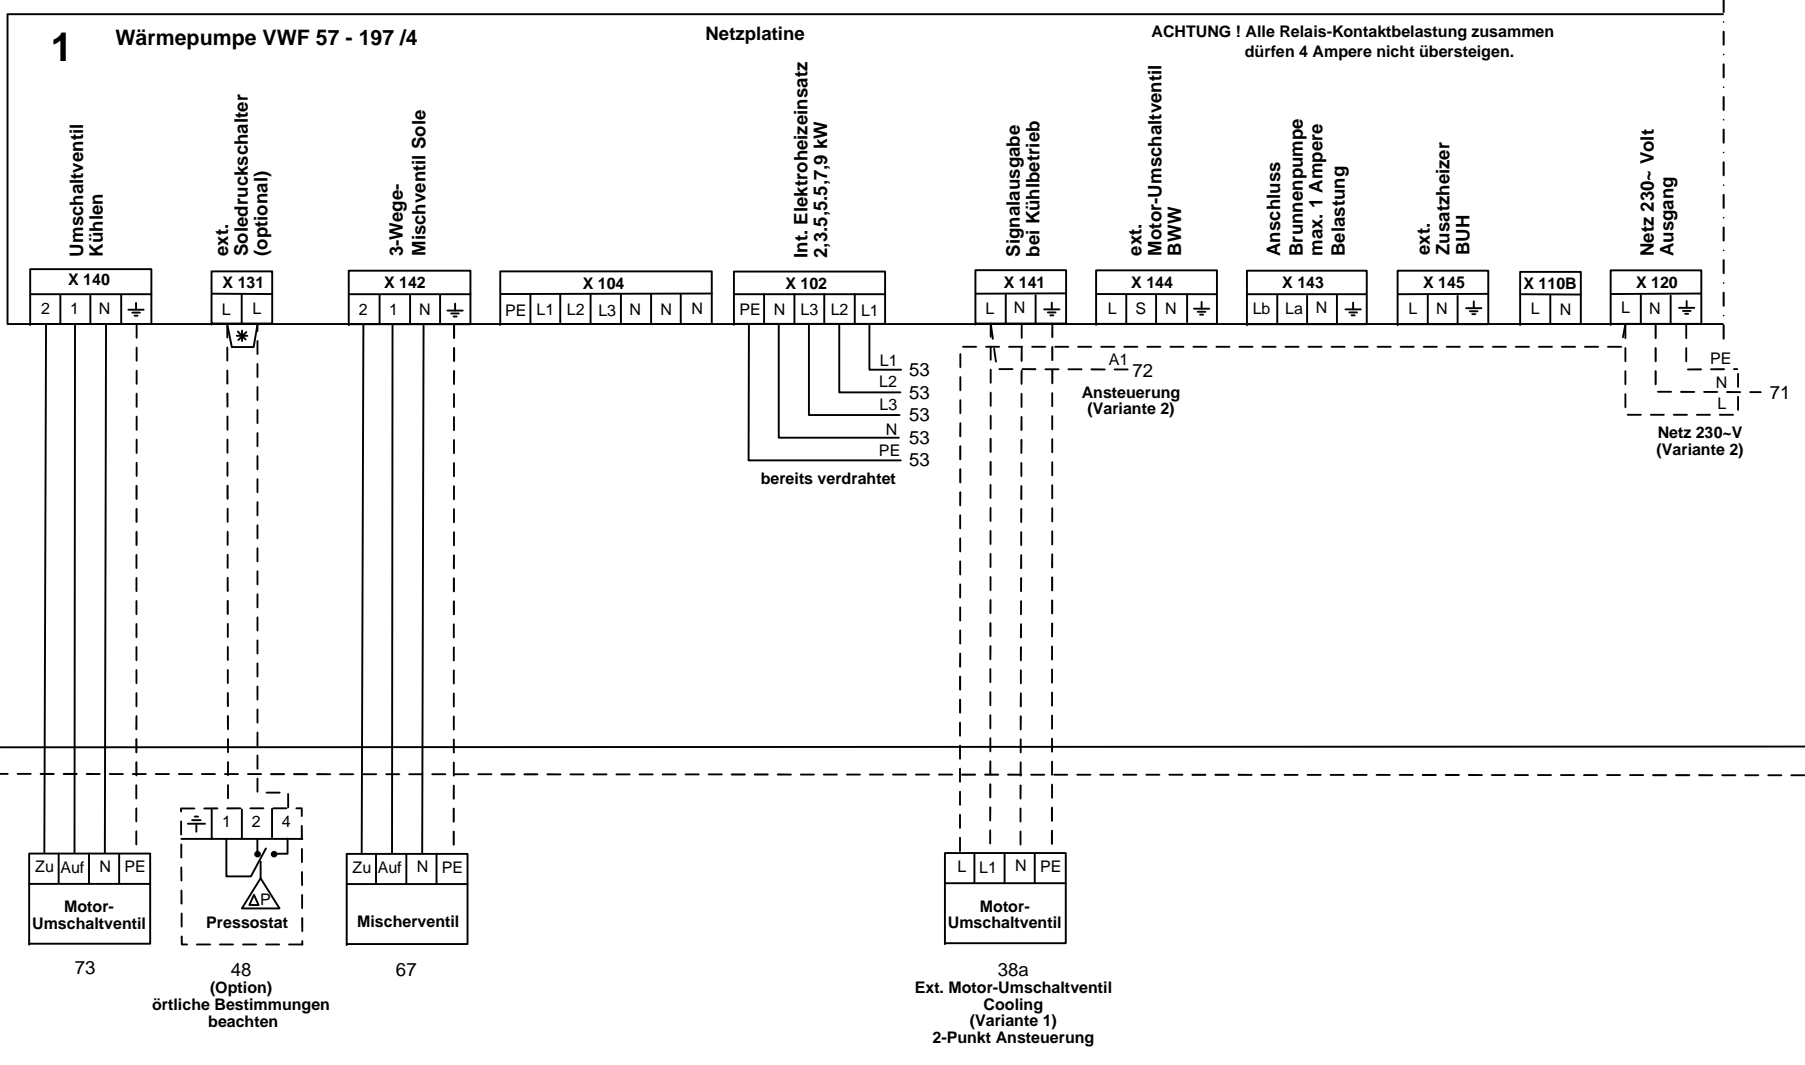 1
Wärmepumpe VWF 57 - 197 /4
Netzplatine
ACHTUNG ! Alle Relais-Kontaktbelastung zusammen
dürfen 4 Ampere nicht übersteigen.
Umschaltventil
Kühlen
ext.
Soledruckschalter
(optional)
3-Wege-
Mischventil Sole
Int. Elektroheizeinsatz
2,3.5,5.5,7,9 kW
Signalausgabe
bei Kühlbetrieb
ext.
Motor-Umschaltventil
BWW
Anschluss
Brunnenpumpe
max. 1 Ampere
Belastung
ext.
Zusatzheizer
BUH
Netz 230~ Volt
Ausgang
X 140
2 1 N
X 131
L L
X 142
2 1 N
X 104
PE L1 L2 L3 N N N
X 102
PE N L3 L2 L1
X 141
L N
X 144
L S N
X 143
Lb La N
X 145
L N
X 110B
L N
X 120
L N
*
L1 53
L2 53
L3 53
N 53
PE 53
bereits verdrahtet
A1 72
Ansteuerung
(Variante 2)
PE
N 71
L
Netz 230~V
(Variante 2)
Zu Auf N PE
Motor-
Umschaltventil
73
1 2 4
ΔP
Pressostat
48
(Option)
örtliche Bestimmungen
beachten
Zu Auf N PE
Mischerventil
67
L L1 N PE
Motor-
Umschaltventil
38a
Ext. Motor-Umschaltventil
Cooling
(Variante 1)
2-Punkt Ansteuerung